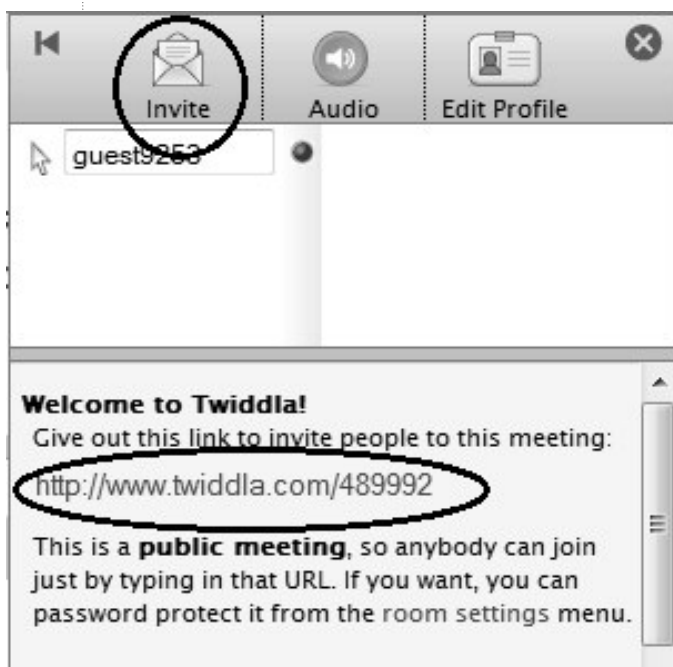 Invite Audio Edit Profile
guest9253
Welcome to Twiddla!
Give out this link to invite people to this meeting:
http://www.twiddla.com/489992
This is a public meeting, so anybody can join
just by typing in that URL. If you want, you can
password protect it from the room settings menu.